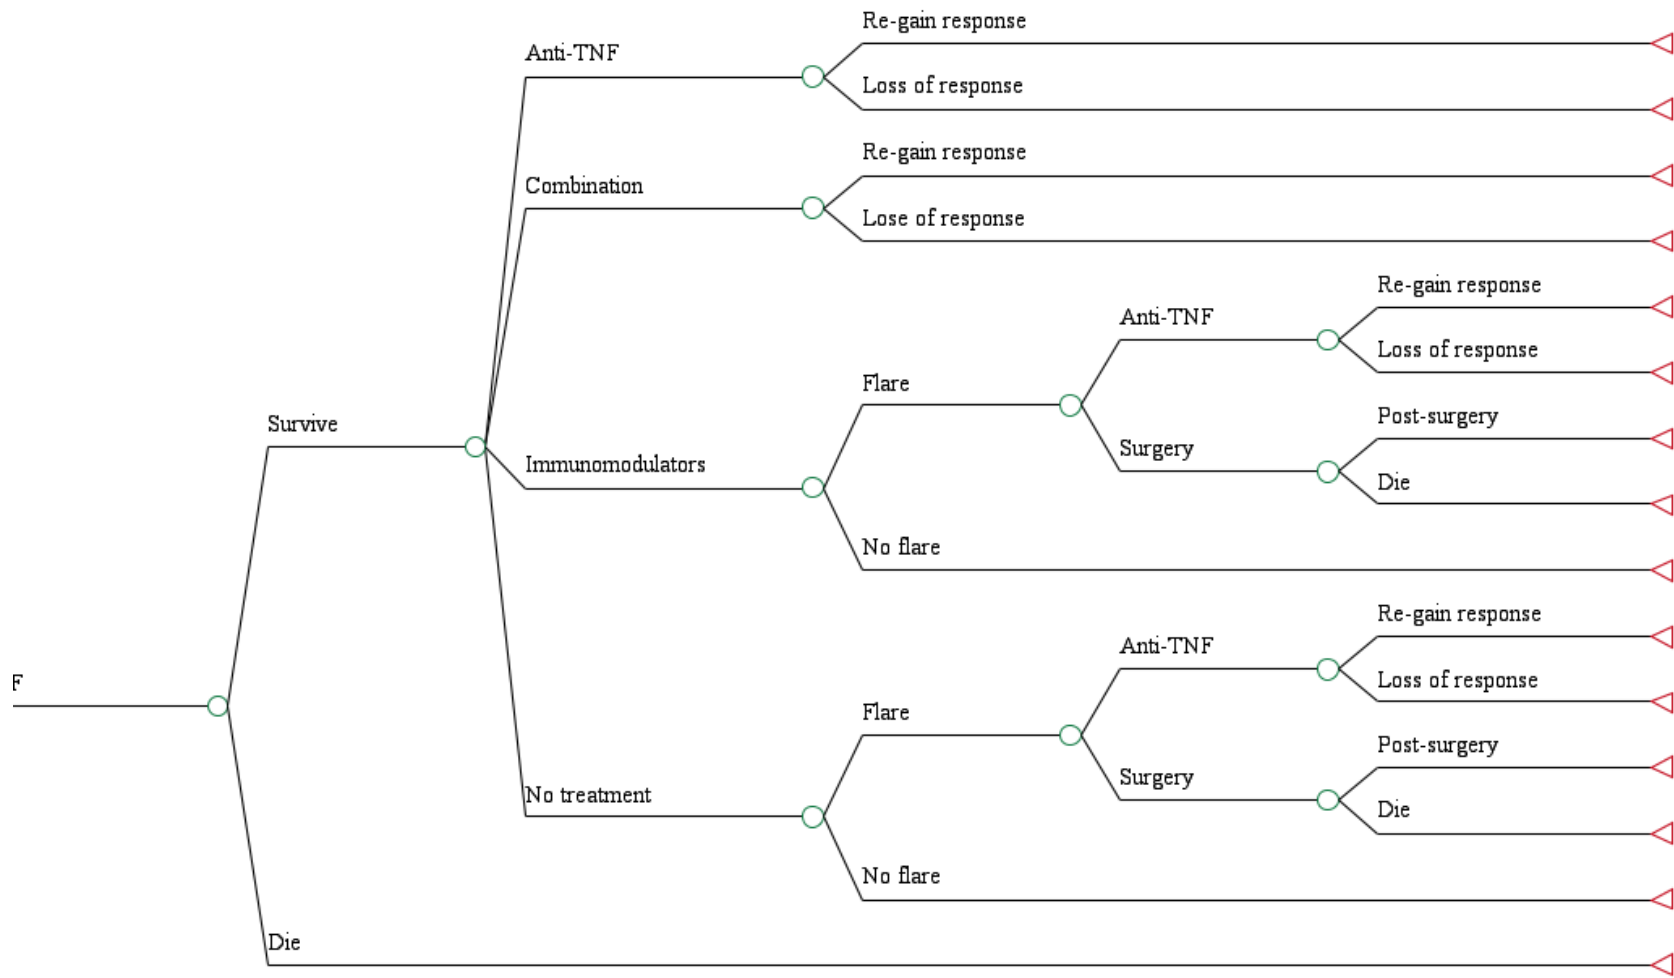 Re-gain response
Anti-TNF
Loss of response
Re-gain response
Combination
Lose of response
Re-gain response
Anti-TNF
Loss of response
Flare
Post-surgery
Survive
Surgery
Immunomodulators
Die
No flare
Re-gain response
Anti-TNF
Loss of response
F
Flare
Post-surgery
Surgery
No treatment
Die
No flare
Die